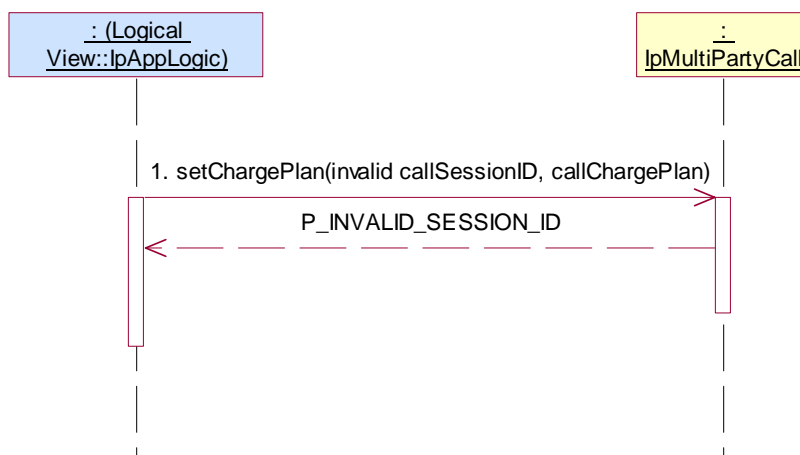 : (Logical
View::IpAppLogic)
:
IpMultiPartyCall
1. setChargePlan(invalid callSessionID, callChargePlan)
P_INVALID_SESSION_ID